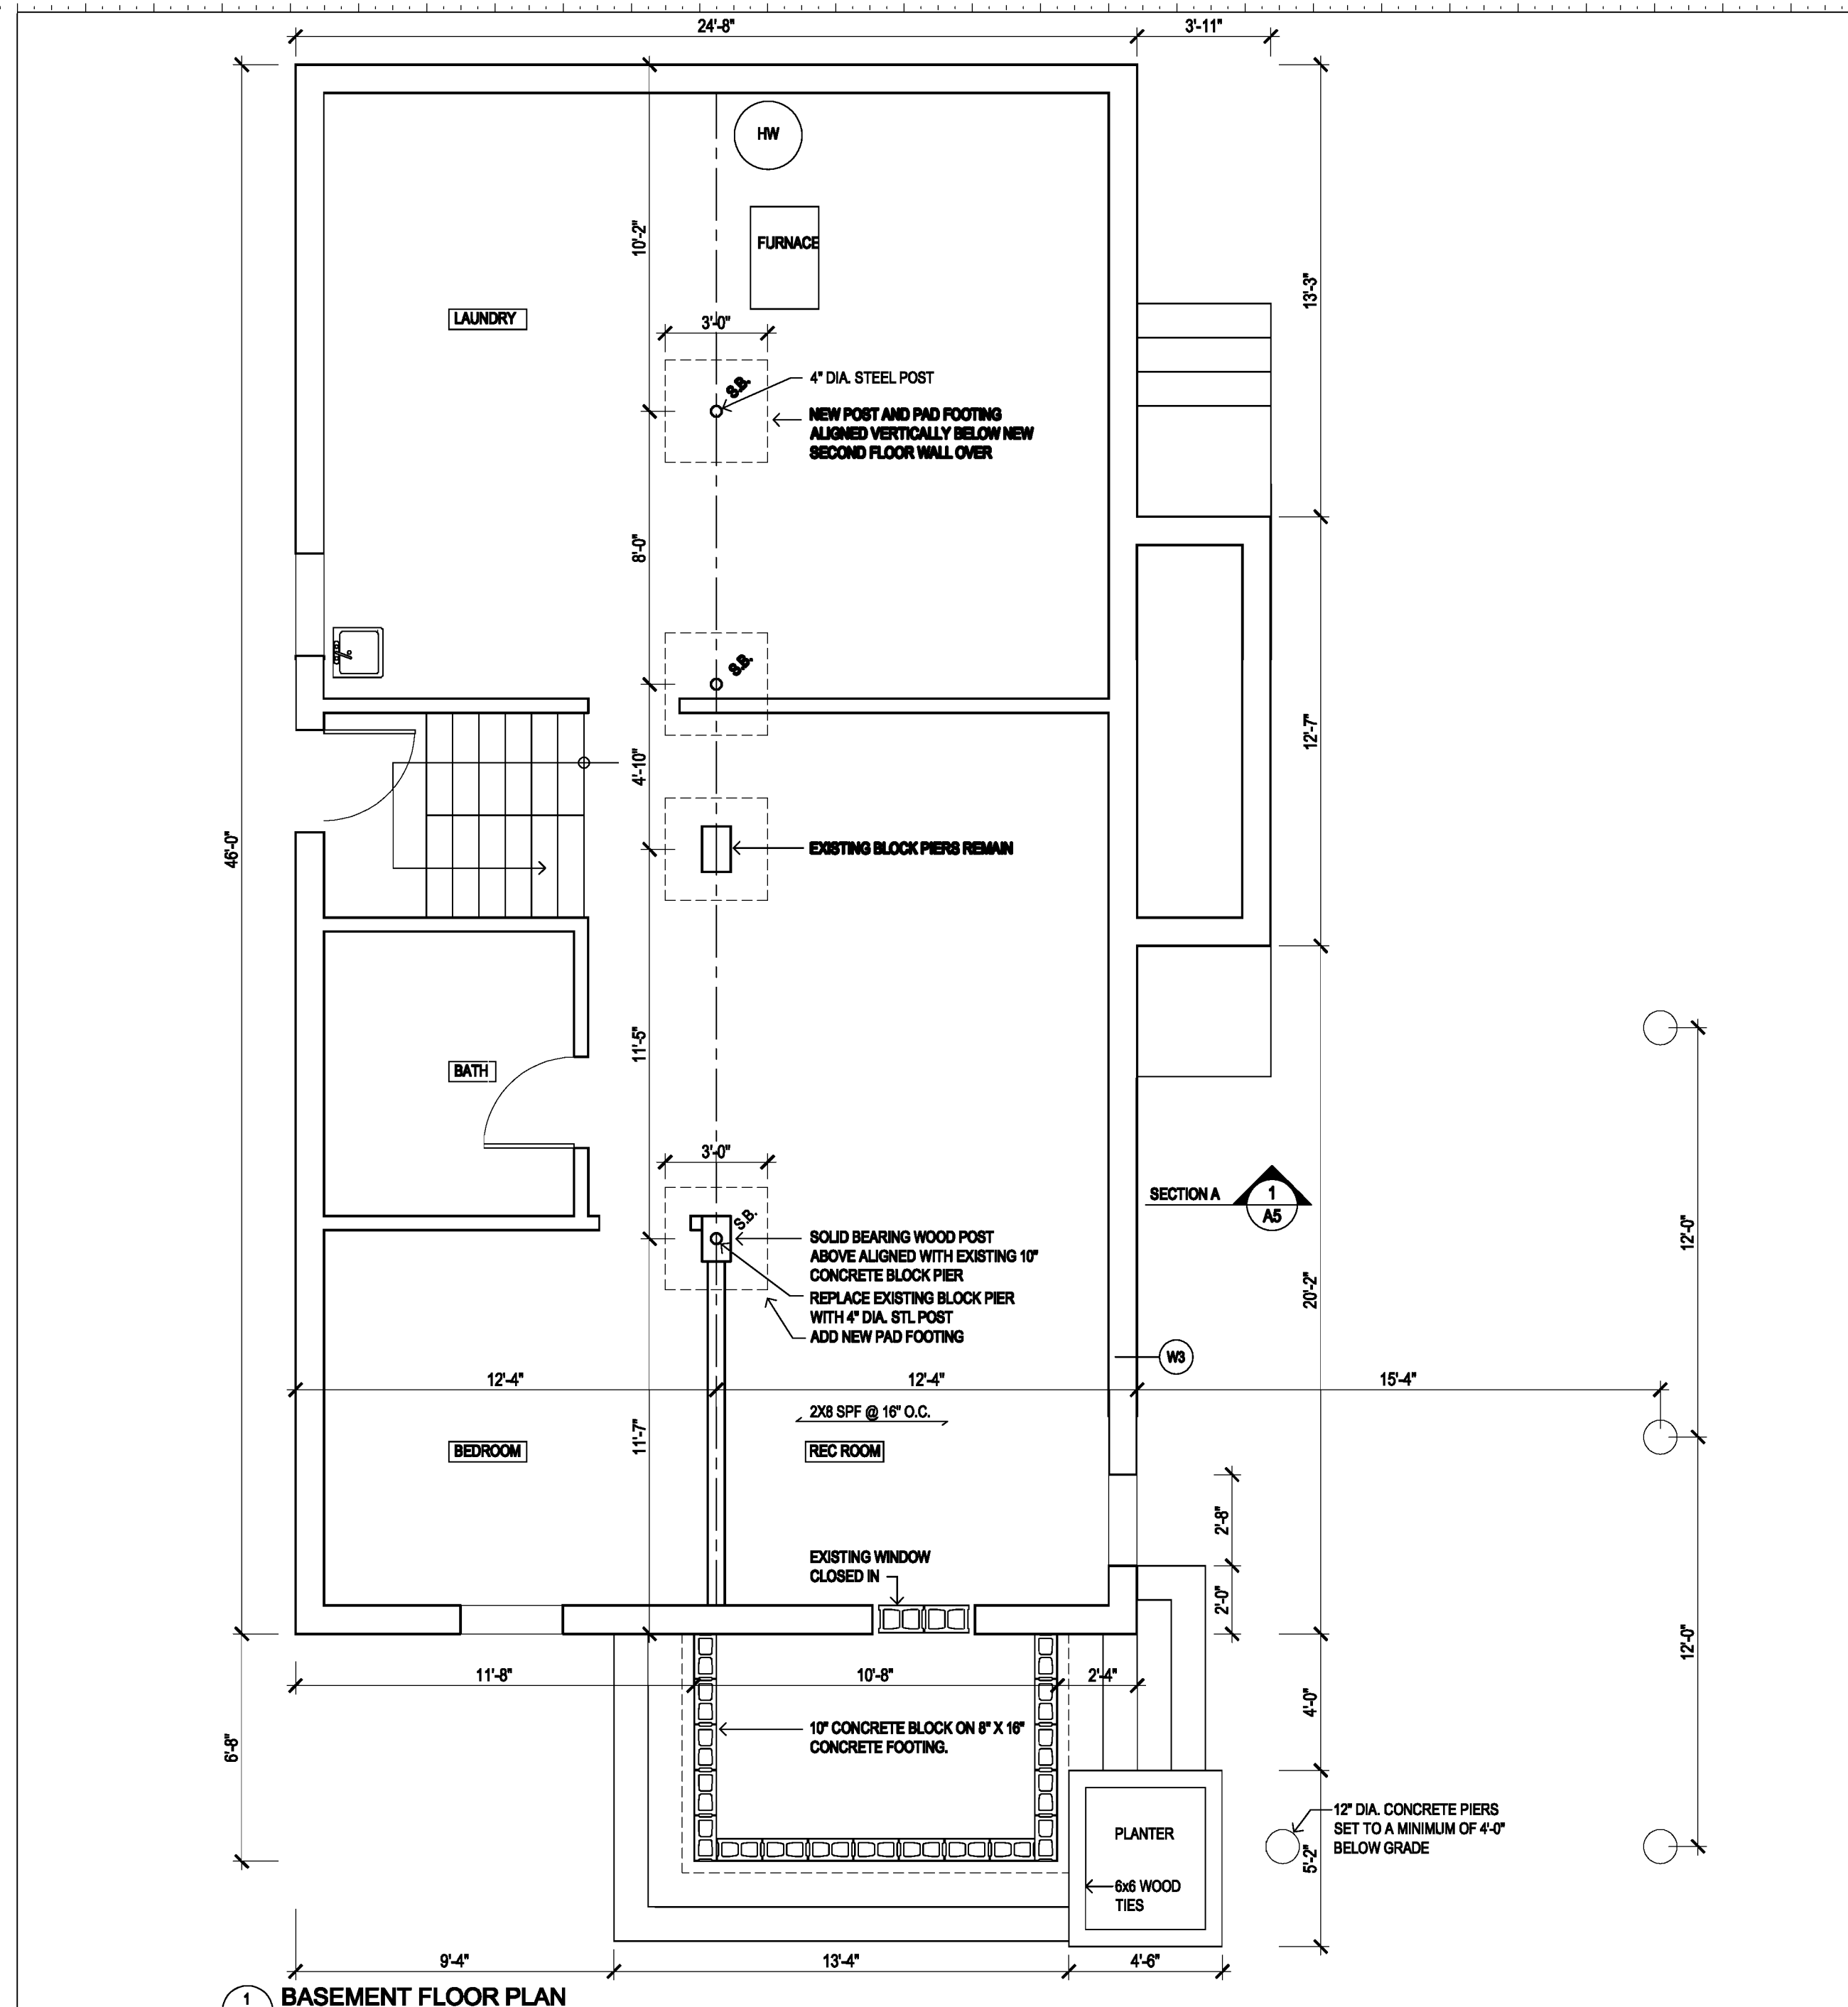 24'-8"
3'-11"
HW
10'-2"
FURNACE
13'-3"
LAUNDRY
3'-0"
4" DIA. STEEL POST
S.B.
NEW POST AND PAD FOOTING
ALIGNED VERTICALLY BELOW NEW
SECOND FLOOR WALL OVER
8'-0"
S.B.
12'-7"
4'-10"
46'-0"
EXISTING BLOCK PIERS REMAIN
11'-5"
BATH
3'-0"
SECTION A
1
A5
S.B.
SOLID BEARING WOOD POST
ABOVE ALIGNED WITH EXISTING 10"
CONCRETE BLOCK PIER
REPLACE EXISTING BLOCK PIER
WITH 4" DIA. STL POST
ADD NEW PAD FOOTING
12'-0"
20'-2"
W3
12'-4"
12'-4"
15'-4"
2X8 SPF @ 16" O.C.
11'-7"
BEDROOM
REC ROOM
2'-8"
EXISTING WINDOW
CLOSED IN
2'-0"
12'-0"
11'-8"
10'-8"
2'-4"
4'-0"
6'-8"
10" CONCRETE BLOCK ON 8" X 16"
CONCRETE FOOTING.
12" DIA. CONCRETE PIERS
SET TO A MINIMUM OF 4'-0"
BELOW GRADE
PLANTER
5'-2"
6x6 WOOD
TIES
9'-4"
13'-4"
4'-6"
1
BASEMENT FLOOR PLAN